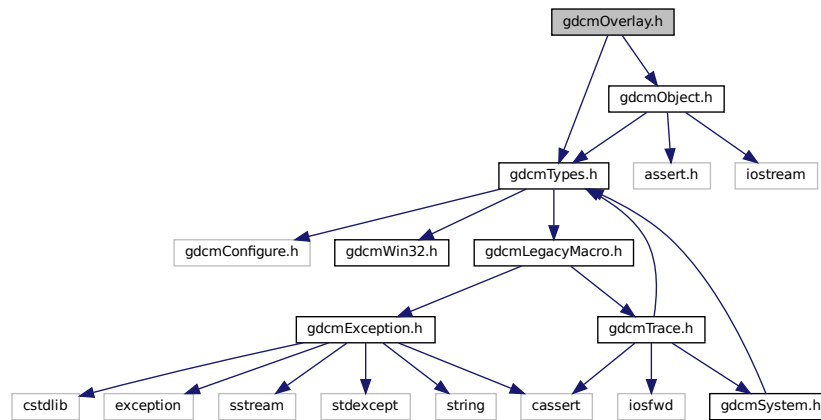 gdcmOverlay.h
gdcmObject.h
gdcmTypes.h
assert.h
iostream
gdcmConfigure.h
gdcmWin32.h
gdcmLegacyMacro.h
gdcmException.h
gdcmTrace.h
cstdlib
exception
sstream
stdexcept
string
cassert
iosfwd
gdcmSystem.h